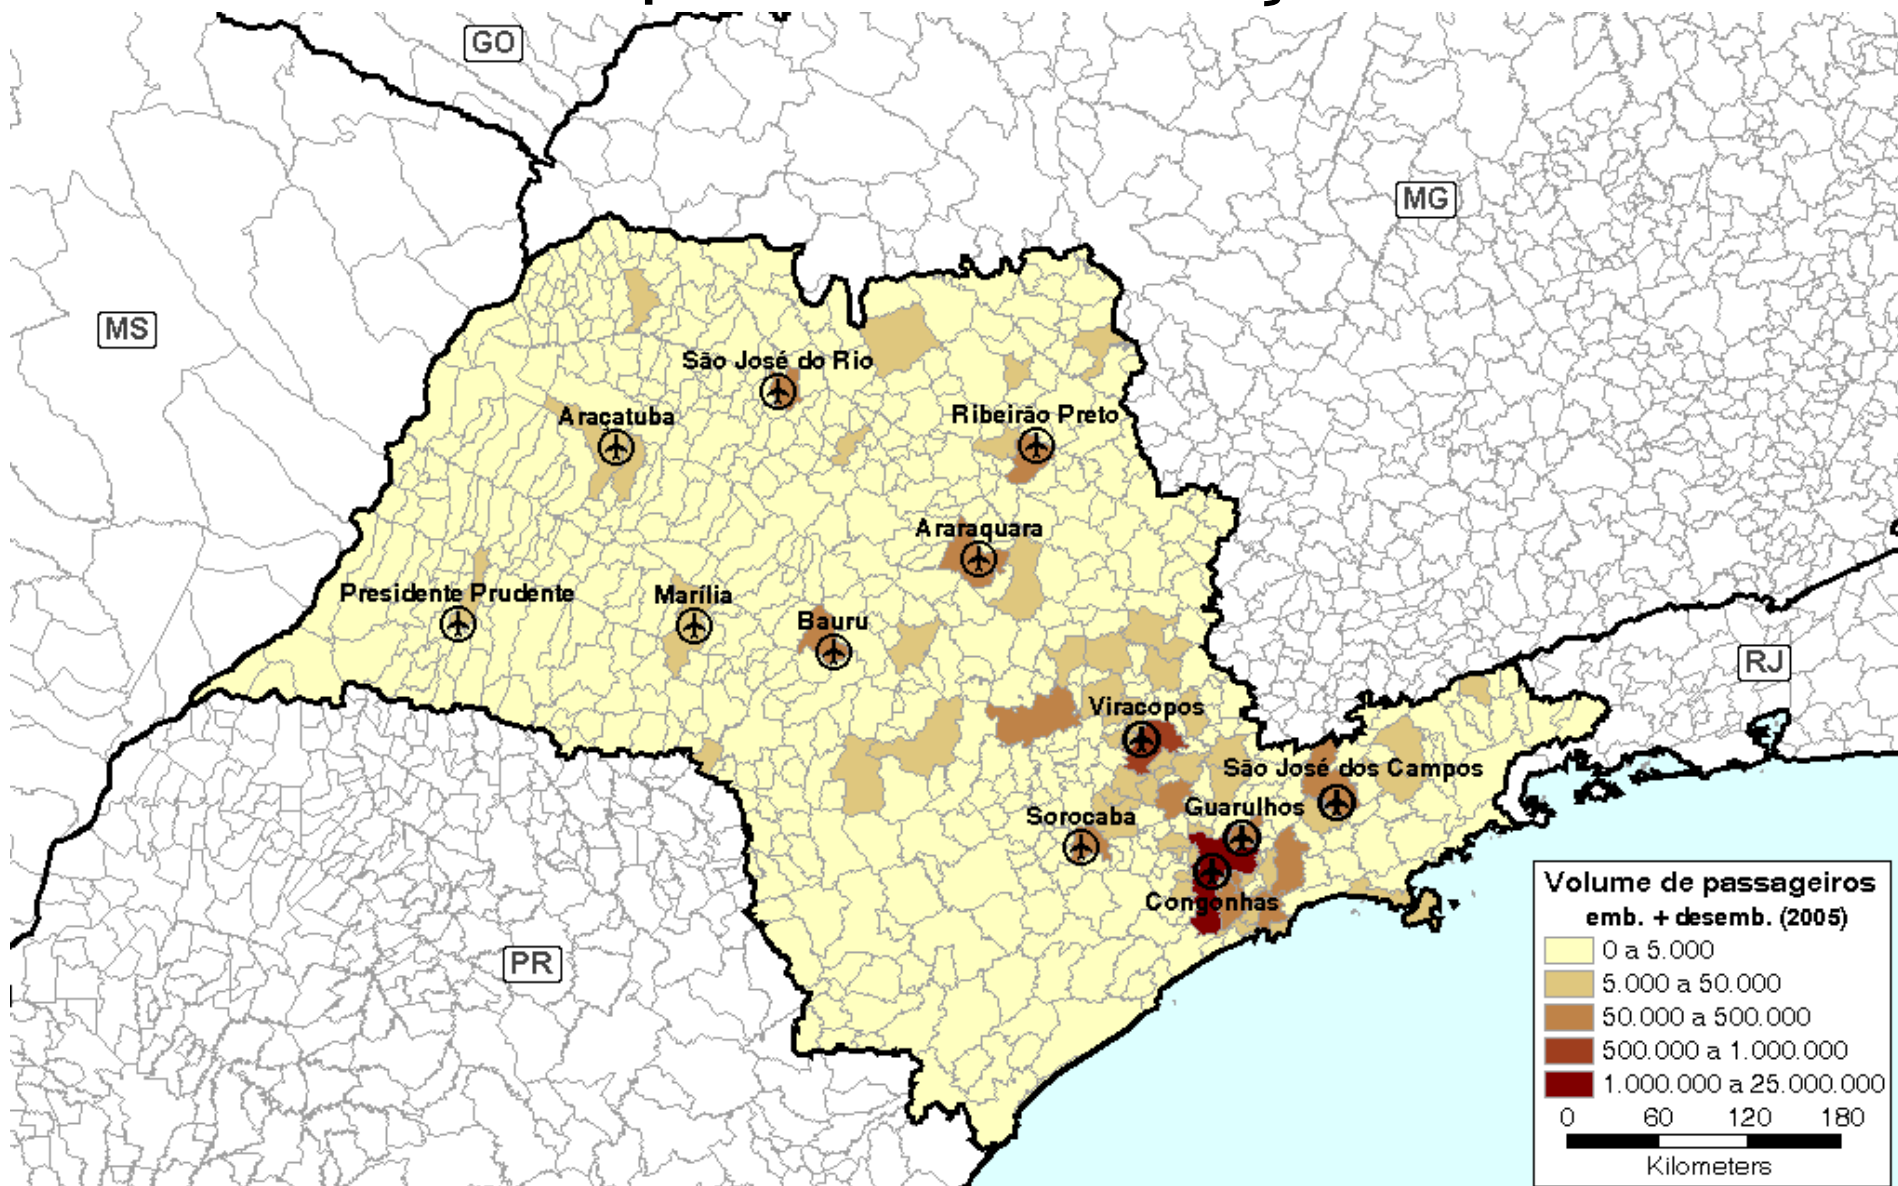 GO
MG
MS
São José do Rio
Araçatuba
Ribeirão Preto
Araraquara
Presidente Prudente
Marília
Bauru
RJ
Viracopos
São José dos Campos
Guarulhos
Sorocaba
Congonhas
PR
Volume de passageiros
emb. + desemb. (2005)
0 a 5.000
5.000 a 50.000
50.000 a 500.000
500.000 a 1.000.000
1.000.000 a 25.000.000
0 60 120 180
Kilometers